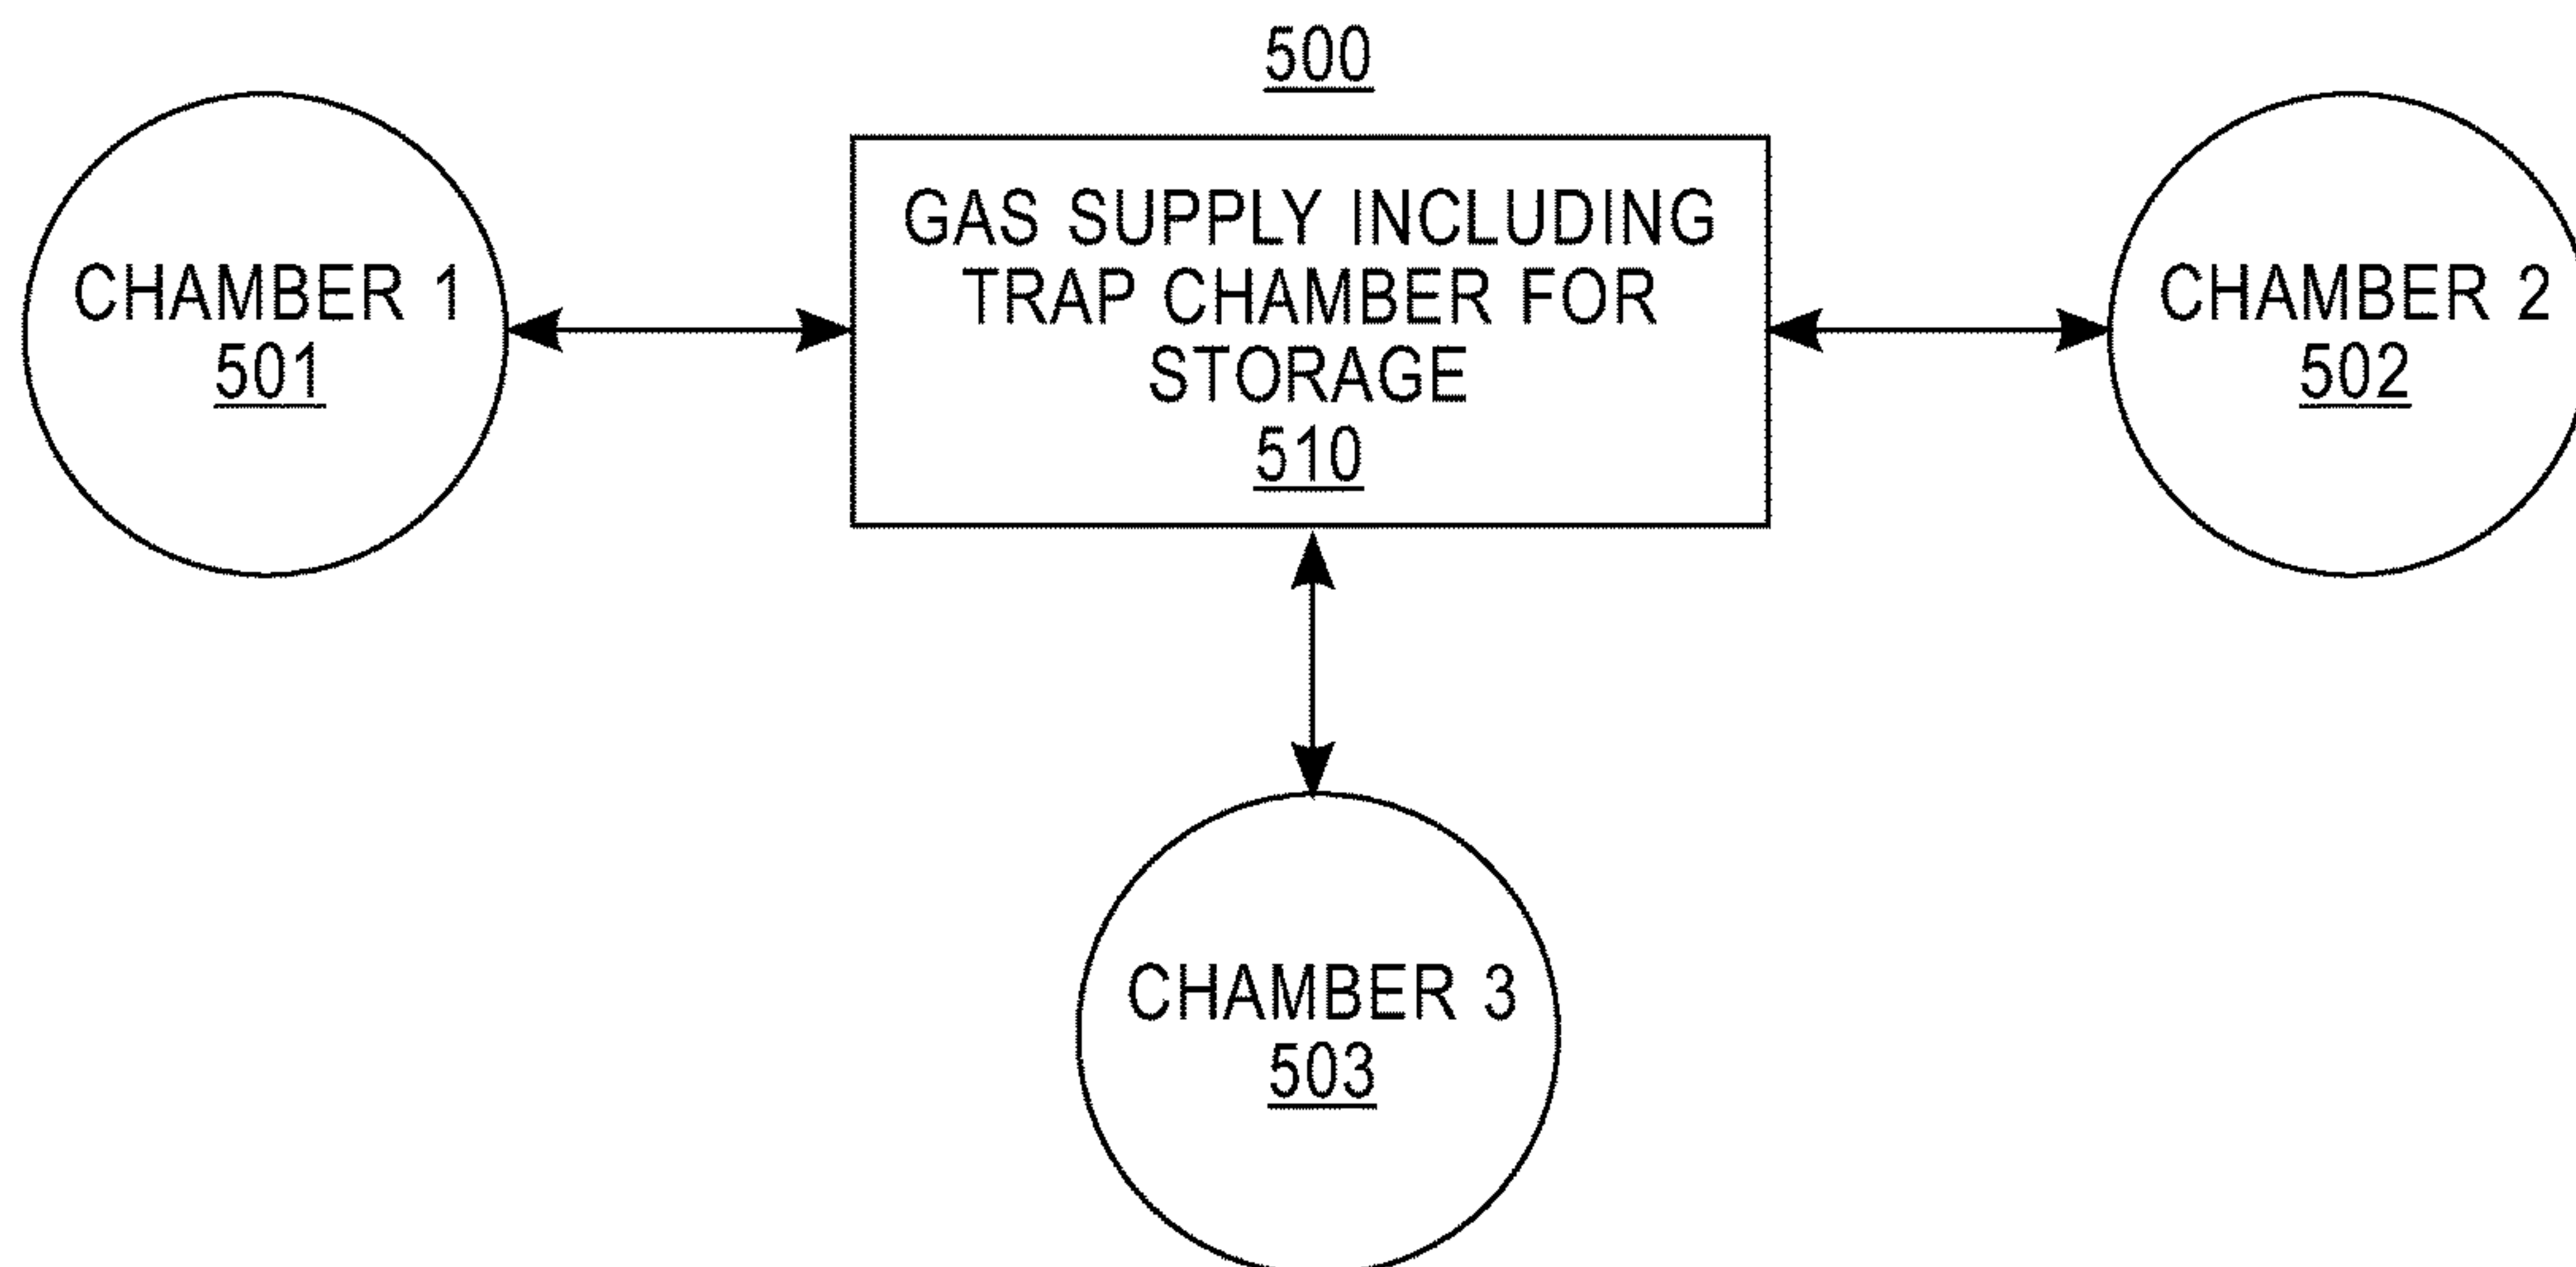 500
CHAMBER 1
501
GAS SUPPLY INCLUDING
TRAP CHAMBER FOR
STORAGE
510
CHAMBER 2
502
CHAMBER 3
503